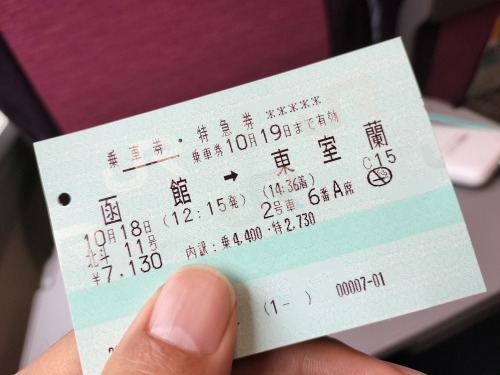 乗車券・特急券 *****
乗車券10月19日まで有効
函館 → 東室蘭
10月18日 (12:15発) (14:36着) C15
北斗 11号 2号車 6番A席
¥7,130 内訳:乗4,400・特2,730
(1- ) 00007-01